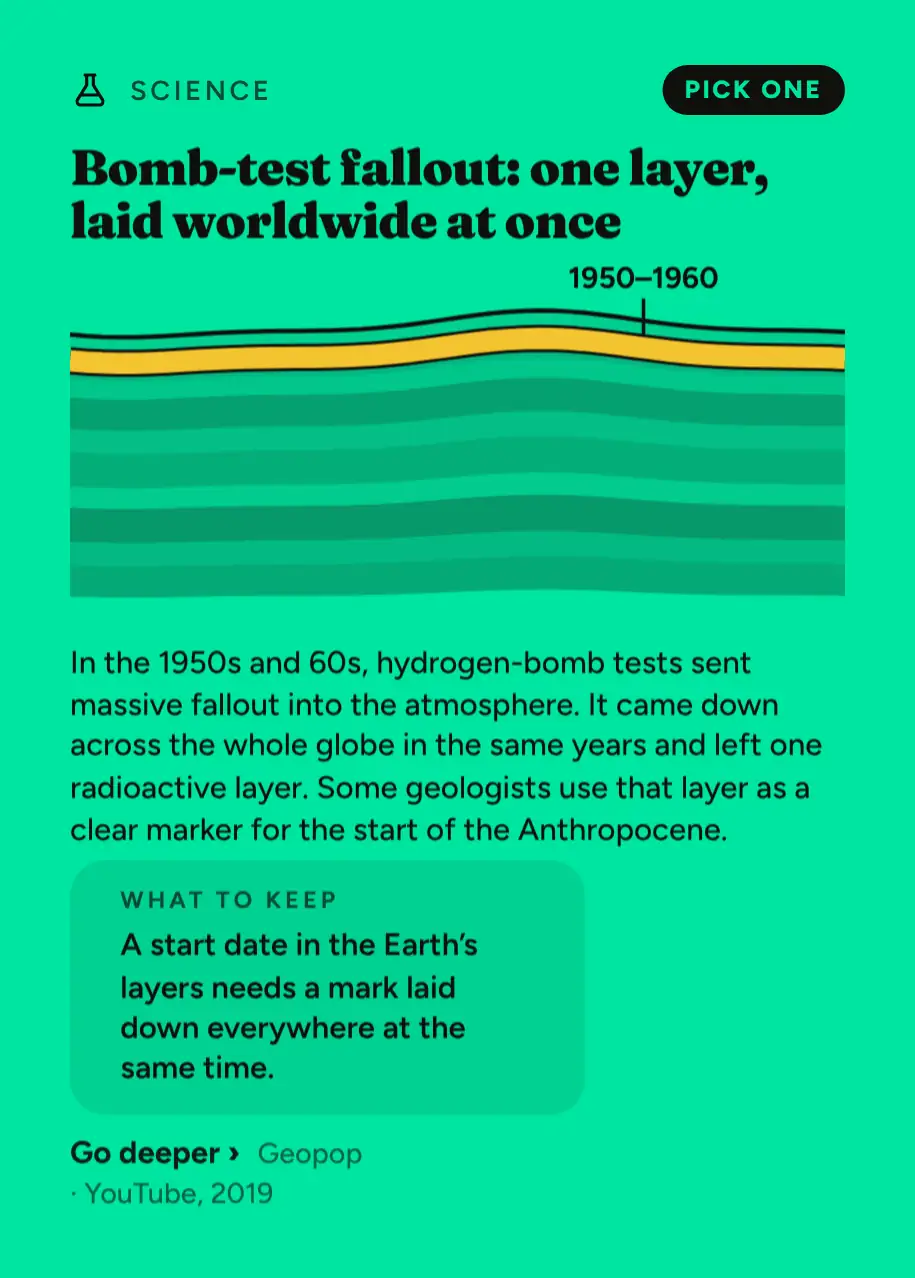 SCIENCE
PICK ONE
Bomb-test fallout: one layer,
laid worldwide at once
1950–1960
In the 1950s and 60s, hydrogen-bomb tests sent
massive fallout into the atmosphere. It came down
across the whole globe in the same years and left one
radioactive layer. Some geologists use that layer as a
clear marker for the start of the Anthropocene.
WHAT TO KEEP
A start date in the Earth’s
layers needs a mark laid
down everywhere at the
same time.
Go deeper › Geopop
· YouTube, 2019